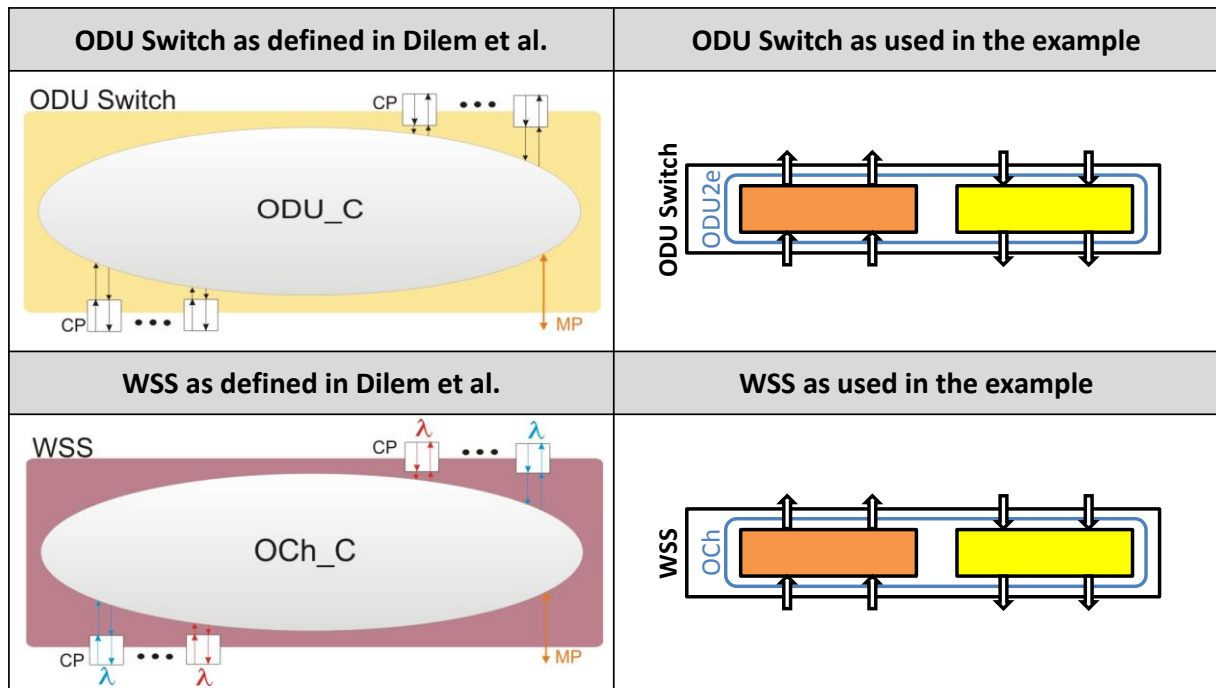 ODU Switch as defined in Dilem et al.
ODU Switch as used in the example
ODU Switch
CP
ODU_C
CP
MP
ODU Switch
ODU2e
WSS as defined in Dilem et al.
WSS as used in the example
WSS
CP
λ
λ
OCh_C
CP
λ
λ
MP
WSS
OCh